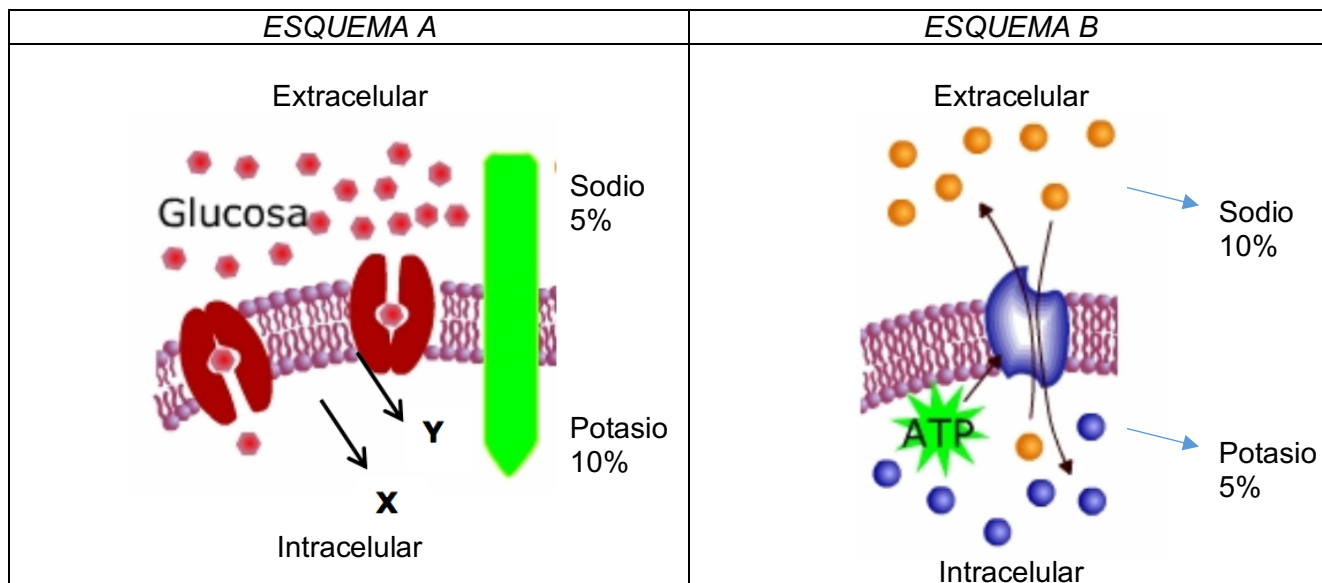 ESQUEMA A
ESQUEMA B
Extracelular
Glucosa
Sodio
5%
Potasio
10%
Y
X
Intracelular
Extracelular
Sodio
10%
ATP
Potasio
5%
Intracelular